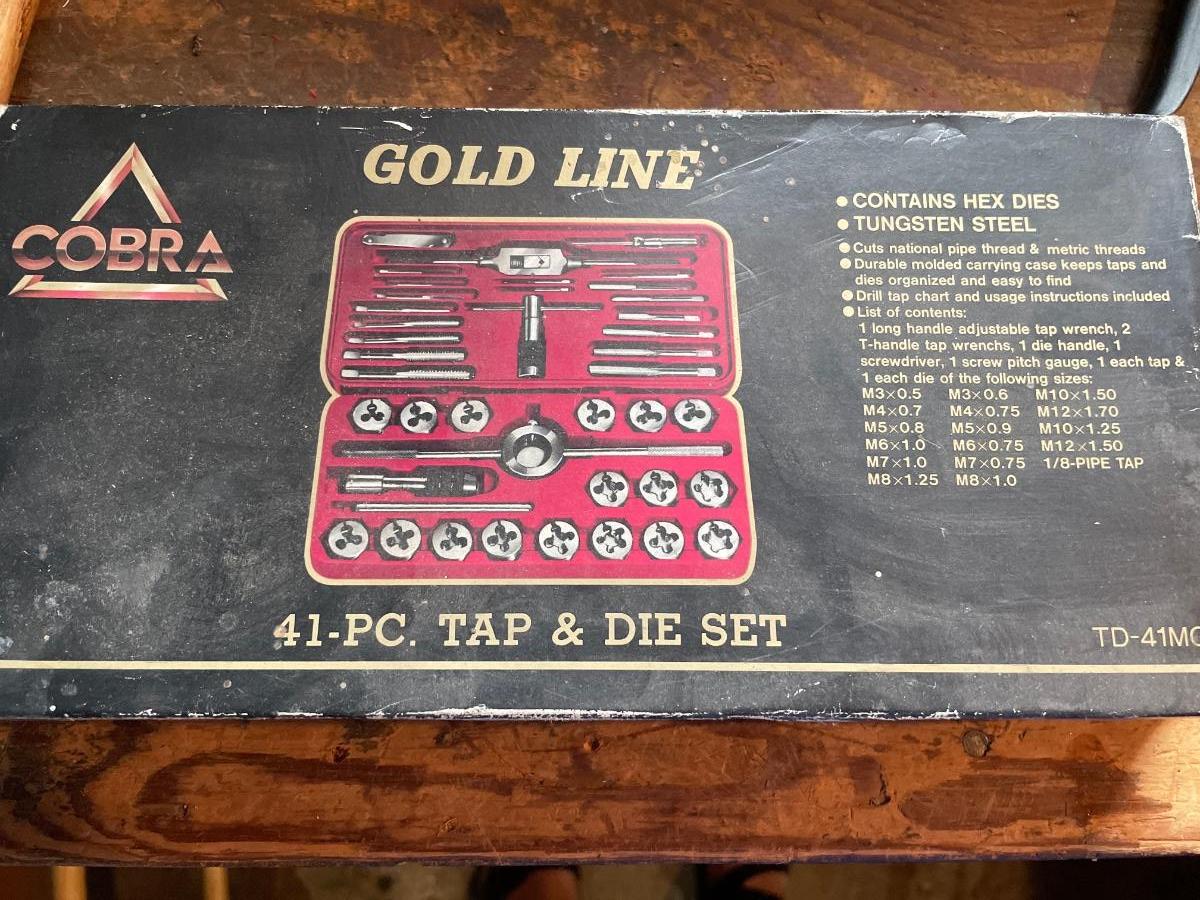 COBRA
GOLD LINE
41-PC. TAP & DIE SET
● CONTAINS HEX DIES
● TUNGSTEN STEEL
● Cuts national pipe thread & metric threads
● Durable molded carrying case keeps taps and
dies organized and easy to find
● Drill tap chart and usage instructions included
● List of contents:
1 long handle adjustable tap wrench, 2
T-handle tap wrenchs, 1 die handle, 1
screwdriver, 1 screw pitch gauge, 1 each tap &
1 each die of the following sizes:
M3×0.5 M3×0.6 M10×1.50
M4×0.7 M4×0.75 M12×1.70
M5×0.8 M5×0.9 M10×1.25
M6×1.0 M6×0.75 M12×1.50
M7×1.0 M7×0.75 1/8-PIPE TAP
M8×1.25 M8×1.0
TD-41MC